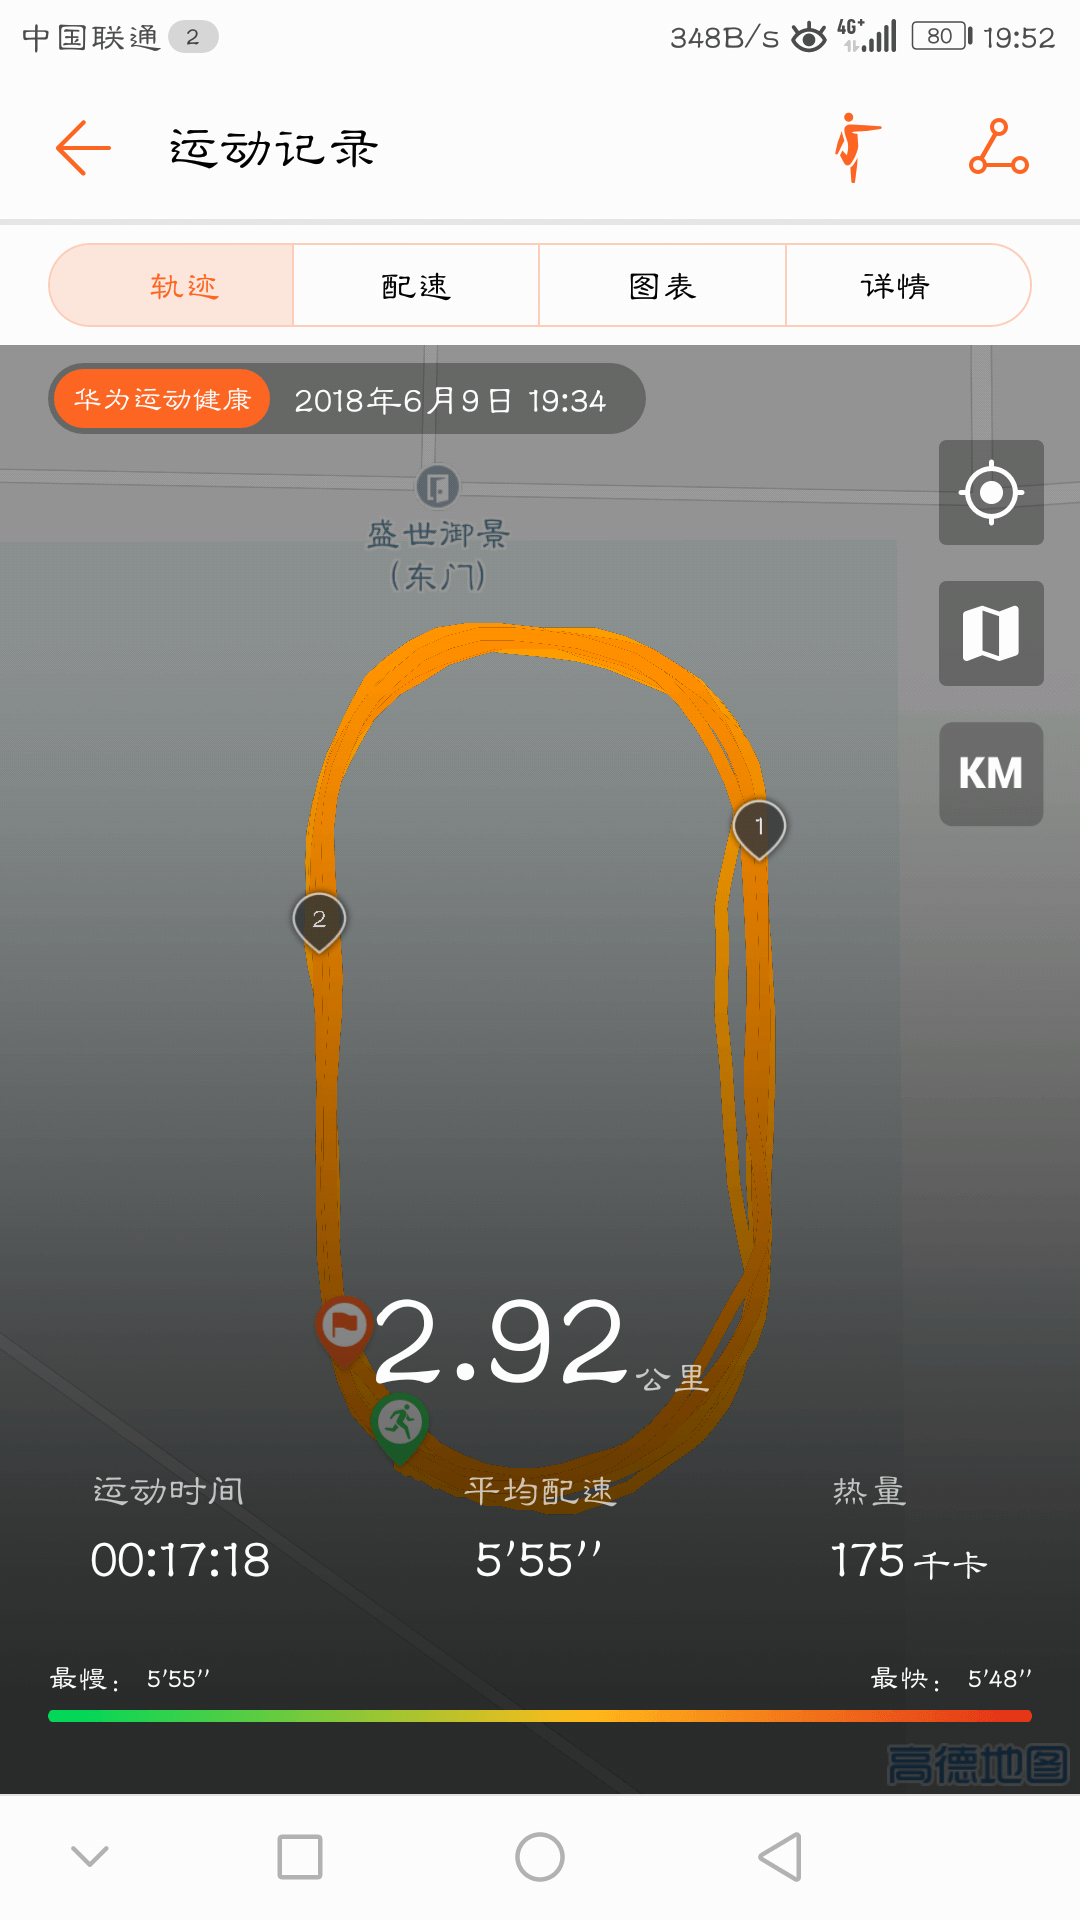 中国联通 2 348B/s 4G+ 80 19:52
运动记录
轨迹 配速 图表 详情
华为运动健康 2018年6月9日 19:34
盛世御景
(东门)
KM
1
2
2.92公里
运动时间 平均配速 热量
00:17:18 5'55'' 175千卡
最慢： 5'55'' 最快： 5'48''
高德地图